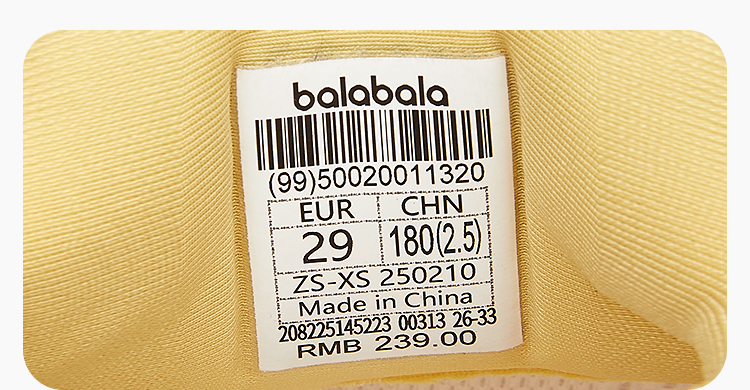 balabala
(99)50020011320
EUR CHN
29 180(2.5)
ZS-XS 250210
Made in China
208225145223 00313 26-33
RMB 239.00